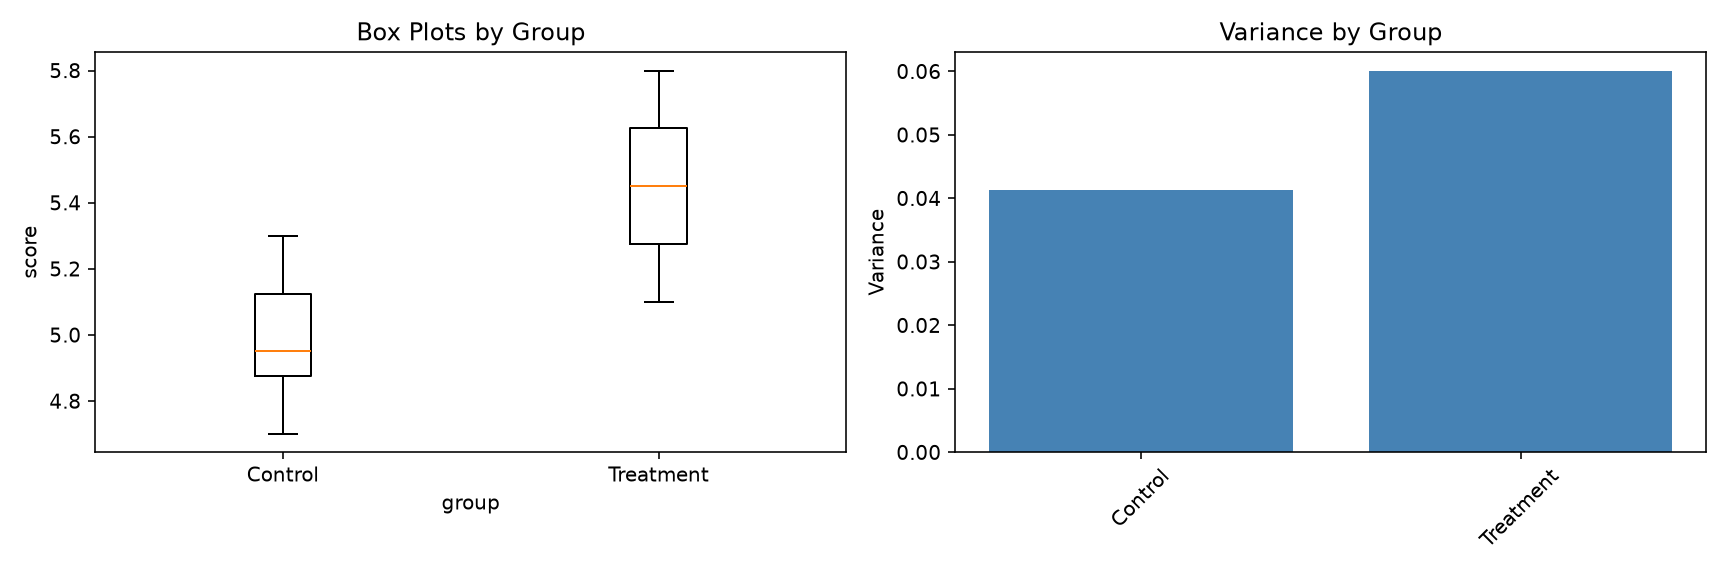 Box Plots by Group
5.8
5.6
5.4
5.2
5.0
4.8
score
Control
Treatment
group
Variance by Group
0.06
0.05
0.04
0.03
0.02
0.01
0.00
Variance
Control
Treatment